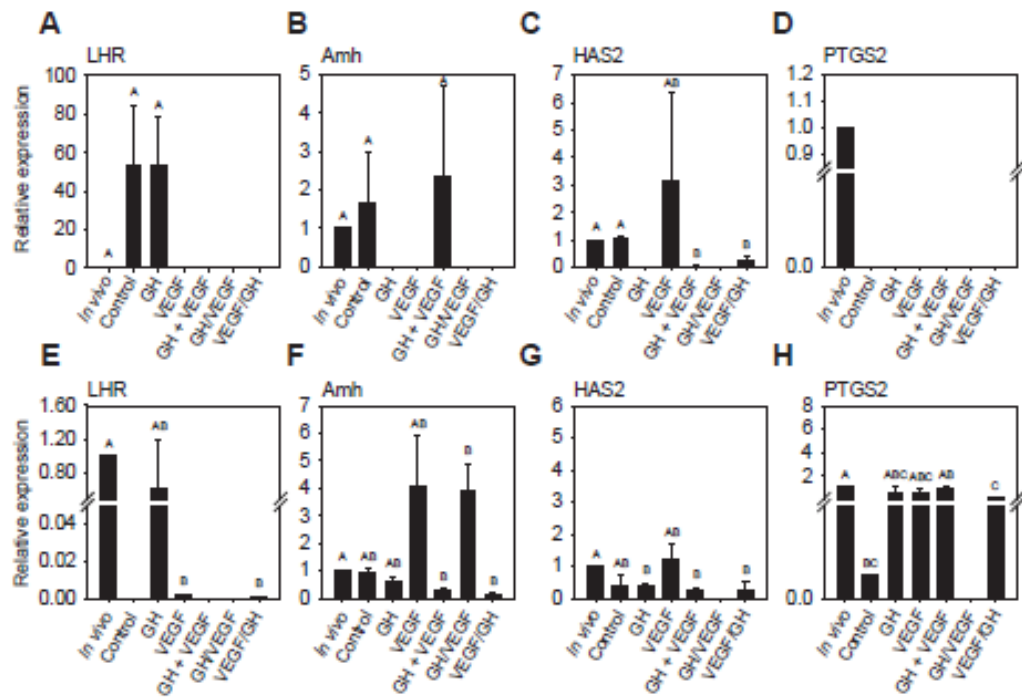 A
LHR
Relative expression
100
80
60
40
20
0
A
A
A
In vivo
Control
GH
VEGF
GH + VEGF
GH/VEGF
VEGF/GH
B
Amh
5
4
3
2
1
0
A
A
A
In vivo
Control
GH
VEGF
GH + VEGF
GH/VEGF
VEGF/GH
C
HAS2
7
6
5
4
3
2
1
0
A
A
AB
B
B
In vivo
Control
GH
VEGF
GH + VEGF
GH/VEGF
VEGF/GH
D
PTGS2
1.2
1.1
1.0
0.9
0.0
In vivo
Control
GH
VEGF
GH + VEGF
GH/VEGF
VEGF/GH
E
LHR
Relative expression
1.60
1.20
0.80
0.04
0.02
0.00
A
AB
B
B
In vivo
Control
GH
VEGF
GH + VEGF
GH/VEGF
VEGF/GH
F
Amh
6
5
4
3
2
1
0
A
AB
AB
AB
B
B
B
In vivo
Control
GH
VEGF
GH + VEGF
GH/VEGF
VEGF/GH
G
HAS2
6
5
4
3
2
1
0
A
AB
B
AB
B
B
In vivo
Control
GH
VEGF
GH + VEGF
GH/VEGF
VEGF/GH
H
PTGS2
8
6
4
2
0.0
A
BC
ABC
ABC
AB
C
In vivo
Control
GH
VEGF
GH + VEGF
GH/VEGF
VEGF/GH